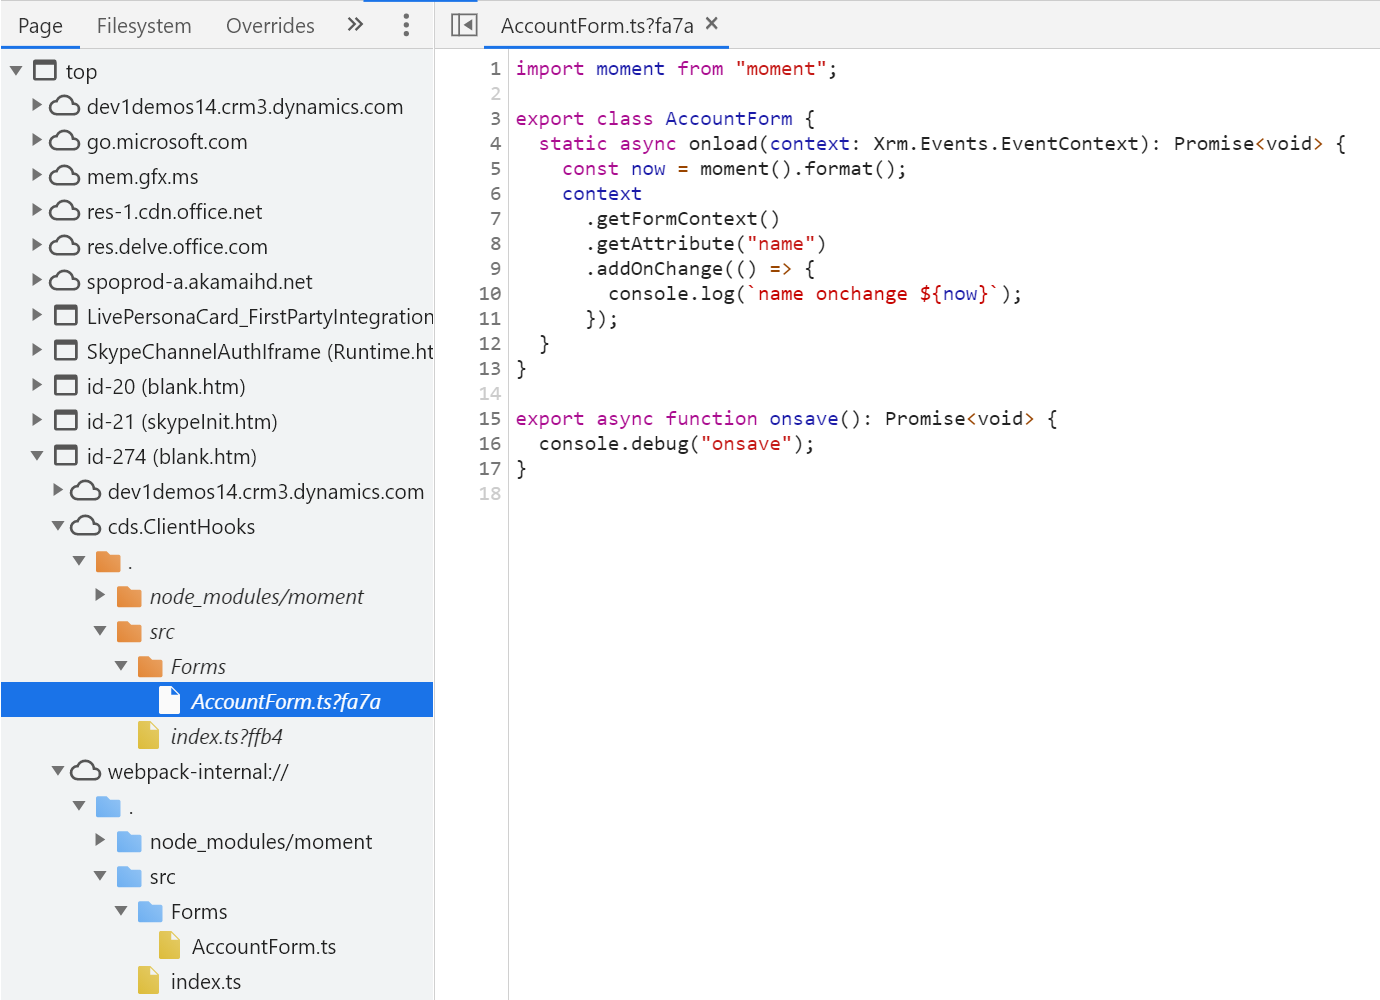 Page Filesystem Overrides »
top
dev1demos14.crm3.dynamics.com
go.microsoft.com
mem.gfx.ms
res-1.cdn.office.net
res.delve.office.com
spoprod-a.akamaihd.net
LivePersonaCard_FirstPartyIntegration
SkypeChannelAuthIframe (Runtime.ht
id-20 (blank.htm)
id-21 (skypeInit.htm)
id-274 (blank.htm)
dev1demos14.crm3.dynamics.com
cds.ClientHooks
.
node_modules/moment
src
Forms
AccountForm.ts?fa7a
index.ts?ffb4
webpack-internal://
.
node_modules/moment
src
Forms
AccountForm.ts
index.ts
AccountForm.ts?fa7a ×
1 import moment from "moment";
2
3 export class AccountForm {
4   static async onload(context: Xrm.Events.EventContext): Promise<void> {
5     const now = moment().format();
6     context
7       .getFormContext()
8       .getAttribute("name")
9       .addOnChange(() => {
10         console.log(`name onchange ${now}`);
11       });
12   }
13 }
14
15 export async function onsave(): Promise<void> {
16   console.debug("onsave");
17 }
18